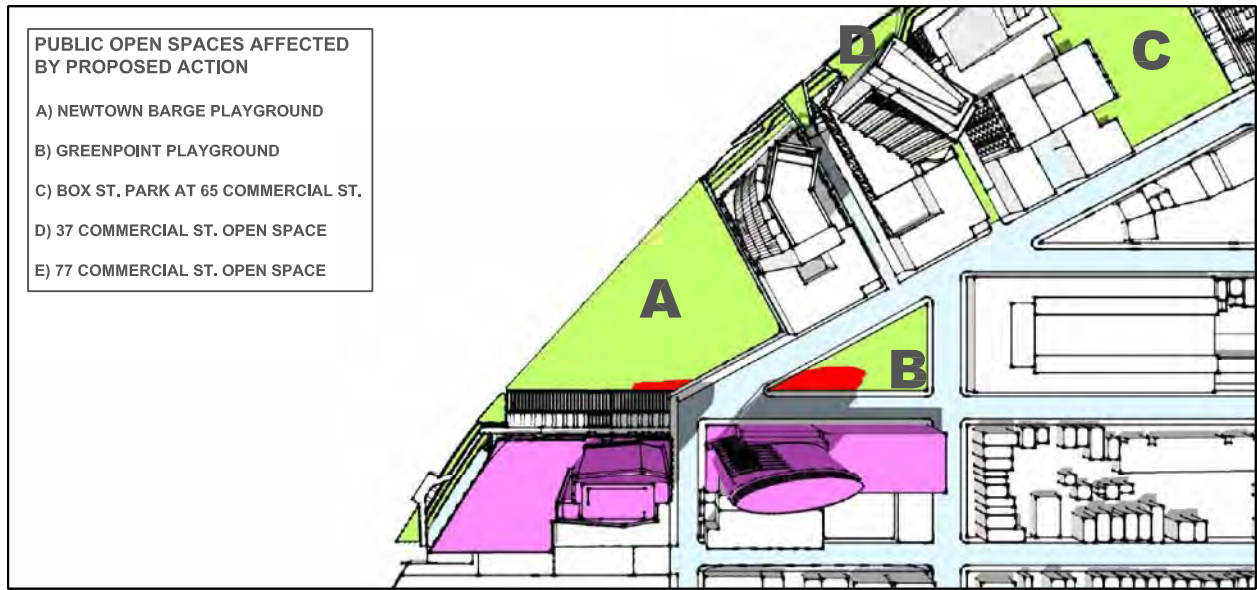 PUBLIC OPEN SPACES AFFECTED
BY PROPOSED ACTION
A) NEWTOWN BARGE PLAYGROUND
B) GREENPOINT PLAYGROUND
C) BOX ST. PARK AT 65 COMMERCIAL ST.
D) 37 COMMERCIAL ST. OPEN SPACE
E) 77 COMMERCIAL ST. OPEN SPACE
D
C
A
B